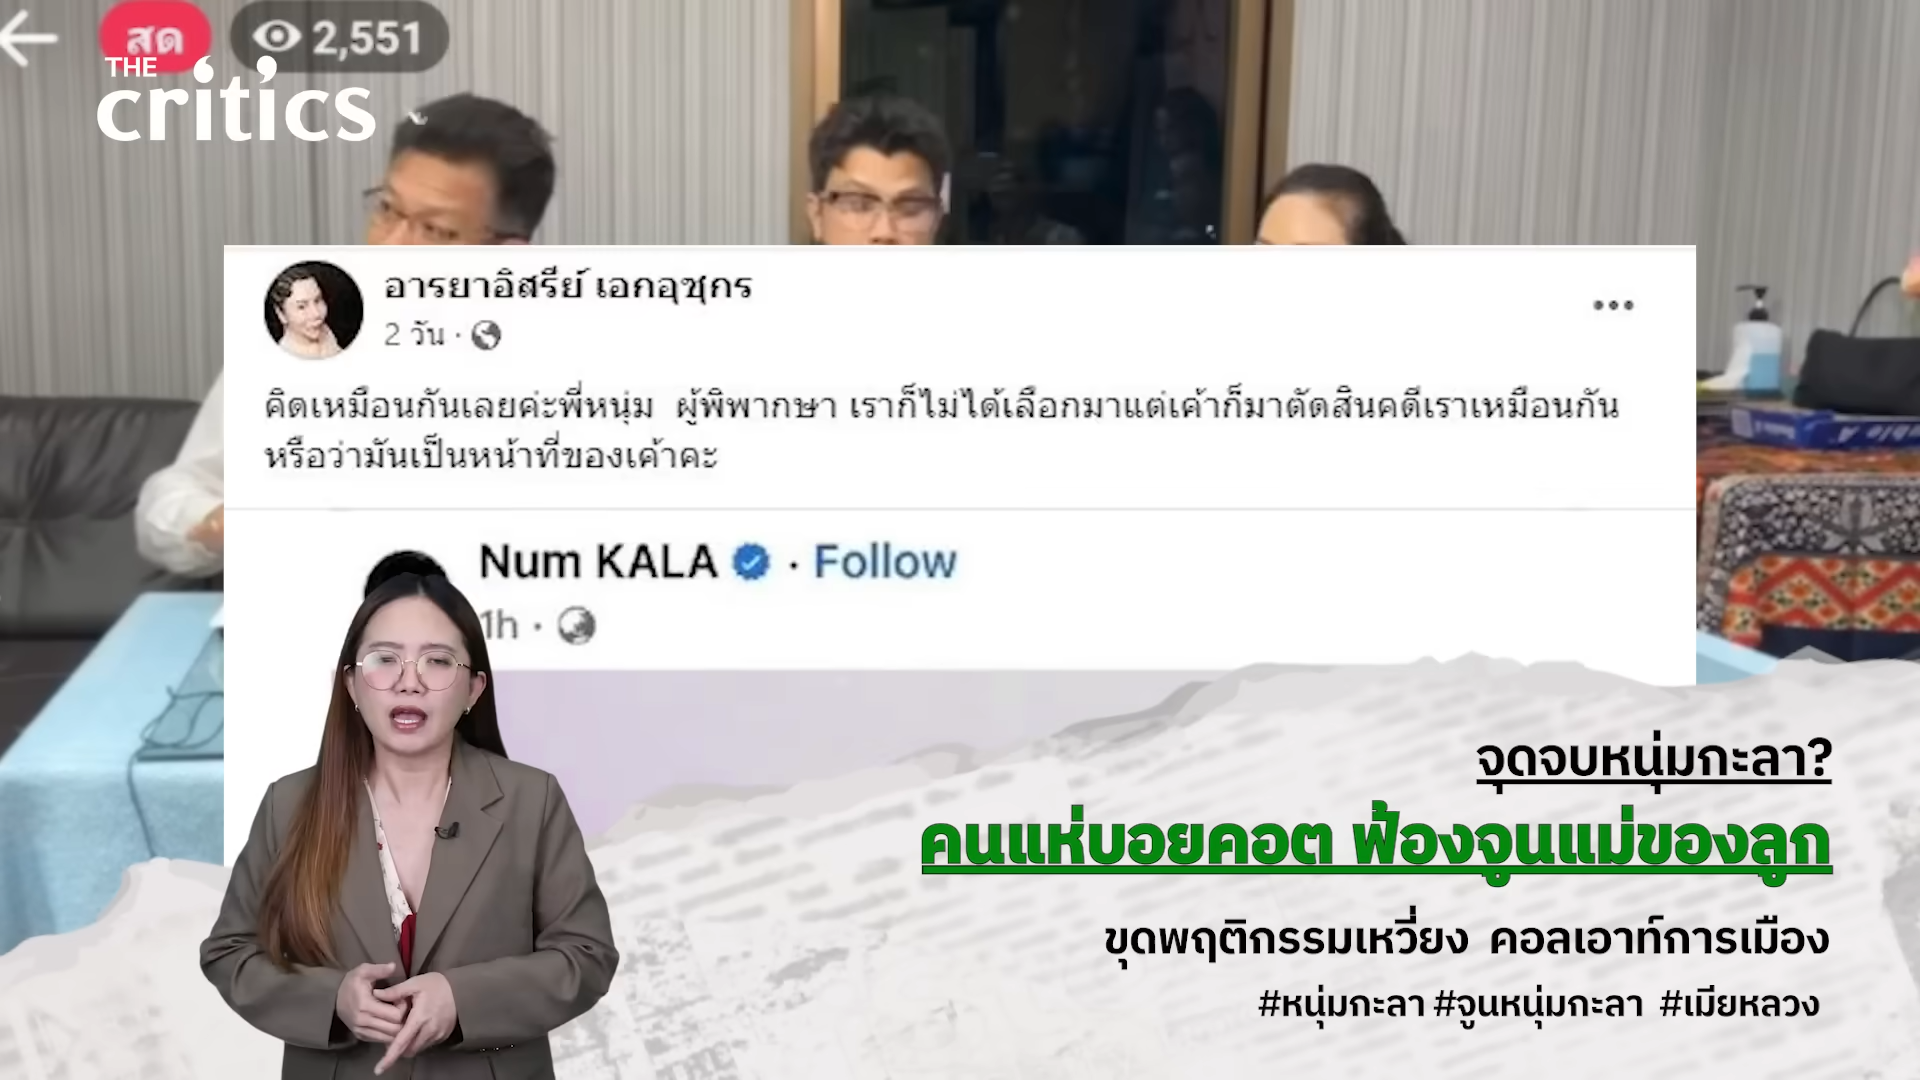 สด 2,551
THE
critics
อารยาอิสรีย์ เอกอุชุกร
2 วัน ·
คิดเหมือนกันเลยค่ะพี่หนุ่ม ผู้พิพากษา เราก็ไม่ได้เลือกมาแต่เค้าก็มาตัดสินคดีเราเหมือนกัน
หรือว่ามันเป็นหน้าที่ของเค้าคะ
Num KALA · Follow
1h ·
จุดจบหนุ่มกะลา?
คนแห่บอยคอต ฟ้องจูนแม่ของลูก
ขุดพฤติกรรมเหวี่ยง คอลเอาท์การเมือง
#หนุ่มกะลา #จูนหนุ่มกะลา #เมียหลวง